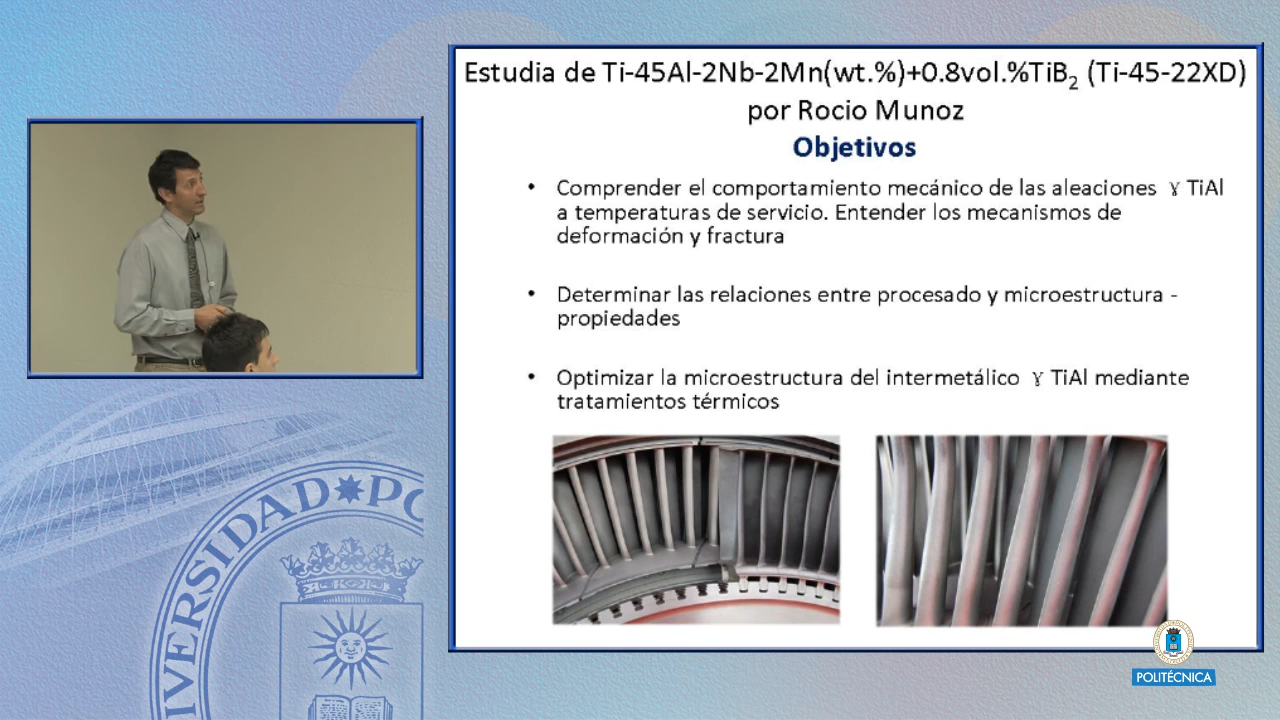 Estudia de Ti-45Al-2Nb-2Mn(wt.%)+0.8vol.%TiB₂ (Ti-45-22XD)
por Rocio Munoz
Objetivos
• Comprender el comportamiento mecánico de las aleaciones ɣ TiAl
a temperaturas de servicio. Entender los mecanismos de
deformación y fractura
• Determinar las relaciones entre procesado y microestructura -
propiedades
• Optimizar la microestructura del intermetálico ɣ TiAl mediante
tratamientos térmicos
POLITÉCNICA